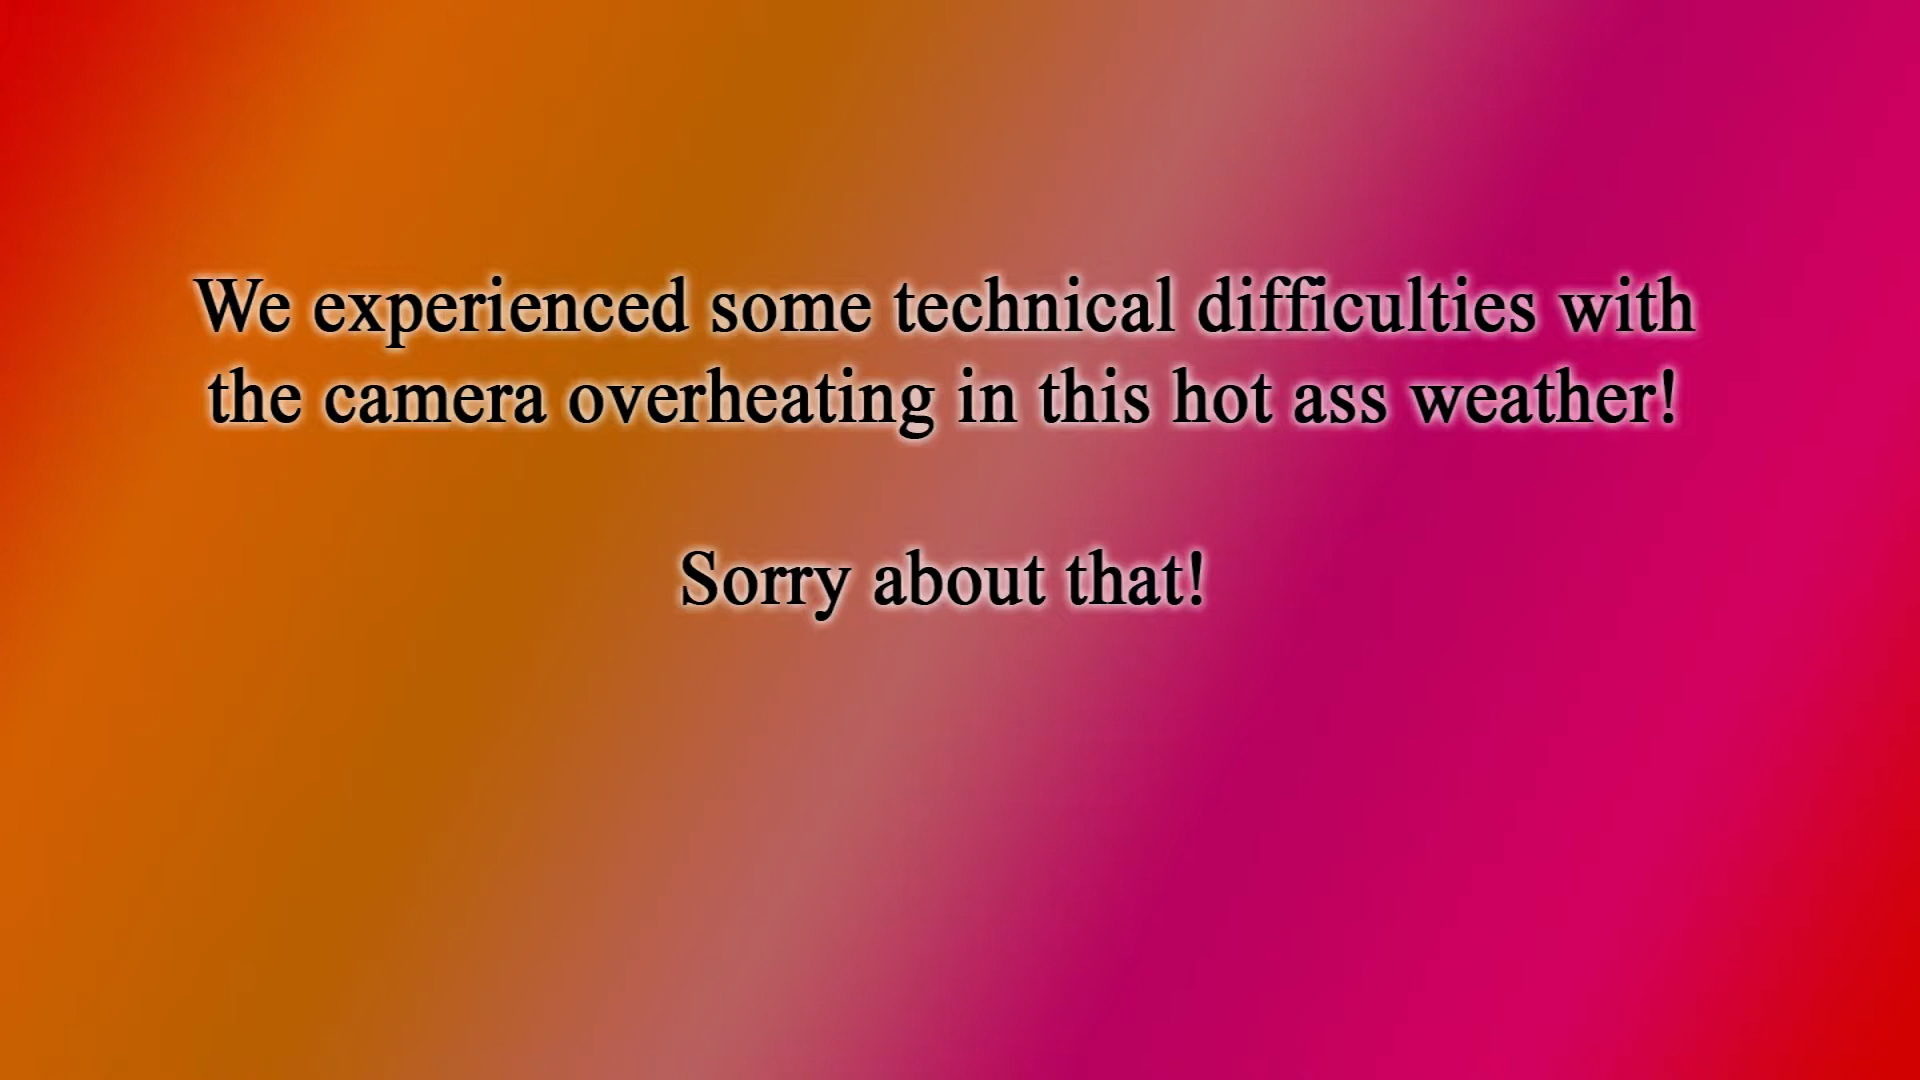 We experienced some technical difficulties with
the camera overheating in this hot ass weather!
Sorry about that!